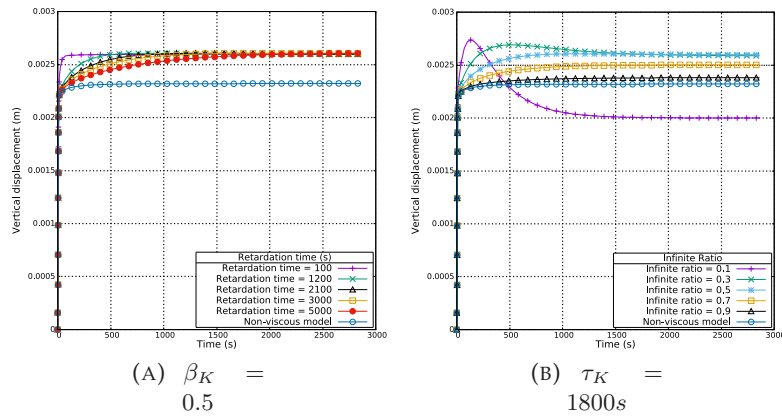 0.003
0.0025
0.002
0.0015
0.001
0.0005
0
Vertical displacement (m)
Retardation time (s)
Retardation time = 100
Retardation time = 1200
Retardation time = 2100
Retardation time = 3000
Retardation time = 5000
Non-viscous model
0 500 1000 1500 2000 2500 3000
Time (s)
(A) βK =
0.5
0.003
0.0025
0.002
0.0015
0.001
0.0005
0
Vertical displacement (m)
Infinite Ratio
Infinite ratio = 0.1
Infinite ratio = 0.3
Infinite ratio = 0.5
Infinite ratio = 0.7
Infinite ratio = 0.9
Non-viscous model
0 500 1000 1500 2000 2500 3000
Time (s)
(B) τK =
1800s